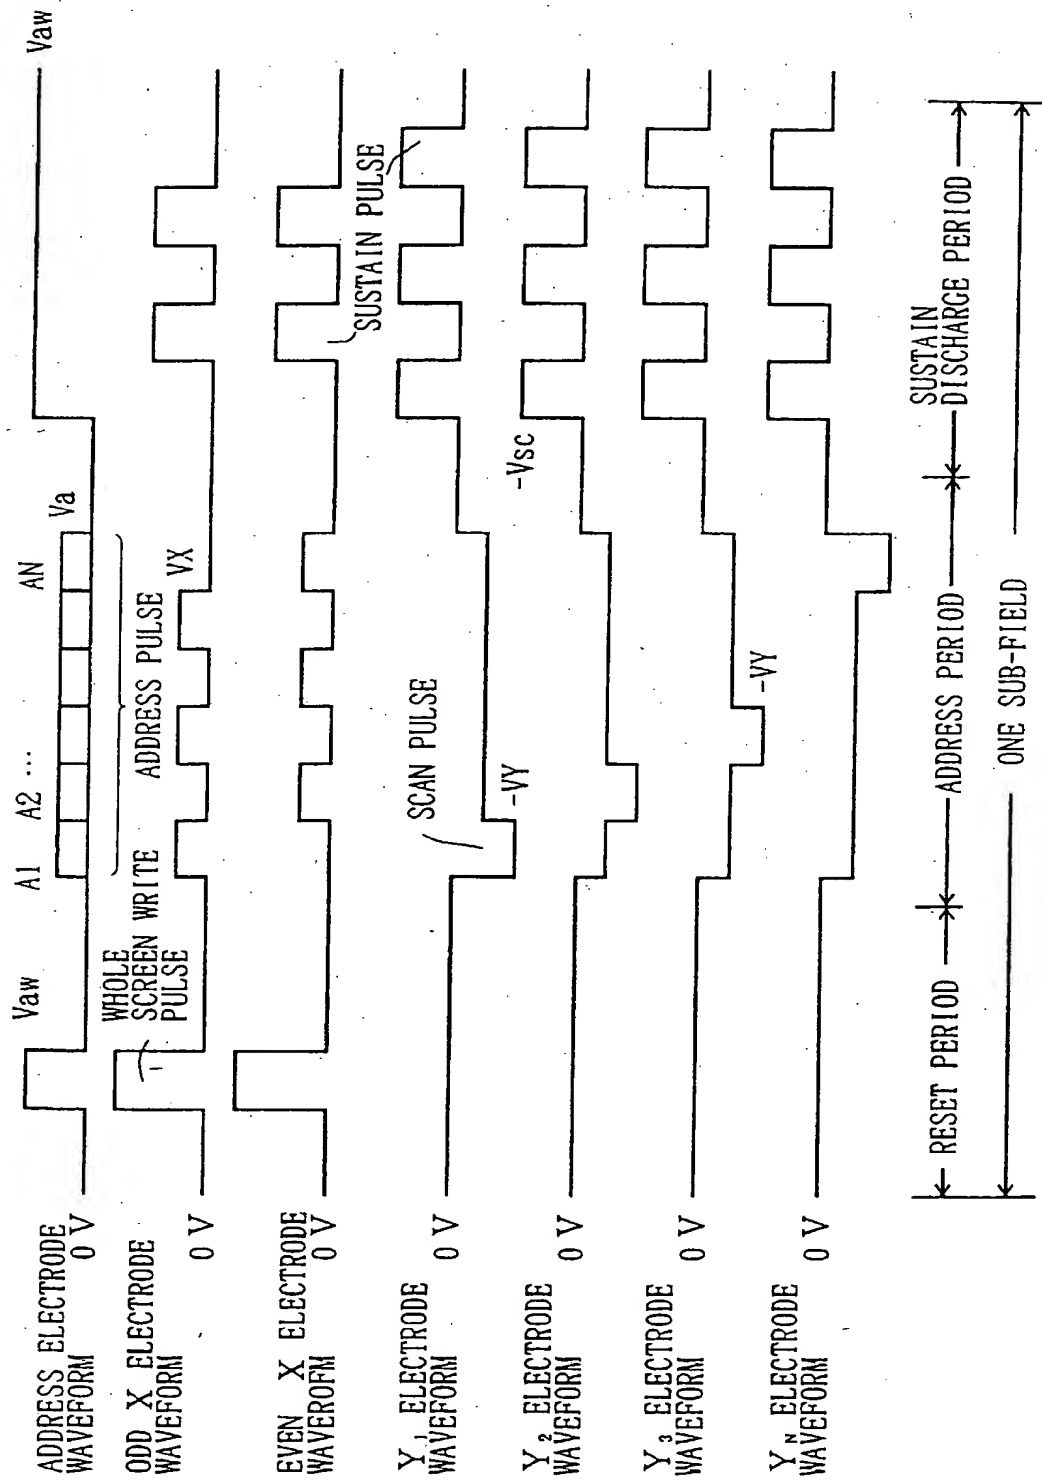 ADDRESS ELECTRODE
WAVEFORM
0 V
Vaw
A1
A2 ...
AN
Va
Vaw
ADDRESS PULSE
ODD X ELECTRODE
WAVEFORM
0 V
WHOLE
SCREEN WRITE
PULSE
VX
EVEN X ELECTRODE
WAVEROFM
0 V
SUSTAIN PULSE
Y1 ELECTRODE
WAVEFORM
0 V
SCAN PULSE
-VY
Y2 ELECTRODE
WAVEFORM
0 V
-Vsc
Y3 ELECTRODE
WAVEFORM
0 V
-VY
YN ELECTRODE
WAVEFORM
0 V
RESET PERIOD
ADDRESS PERIOD
SUSTAIN
DISCHARGE PERIOD
ONE SUB-FIELD